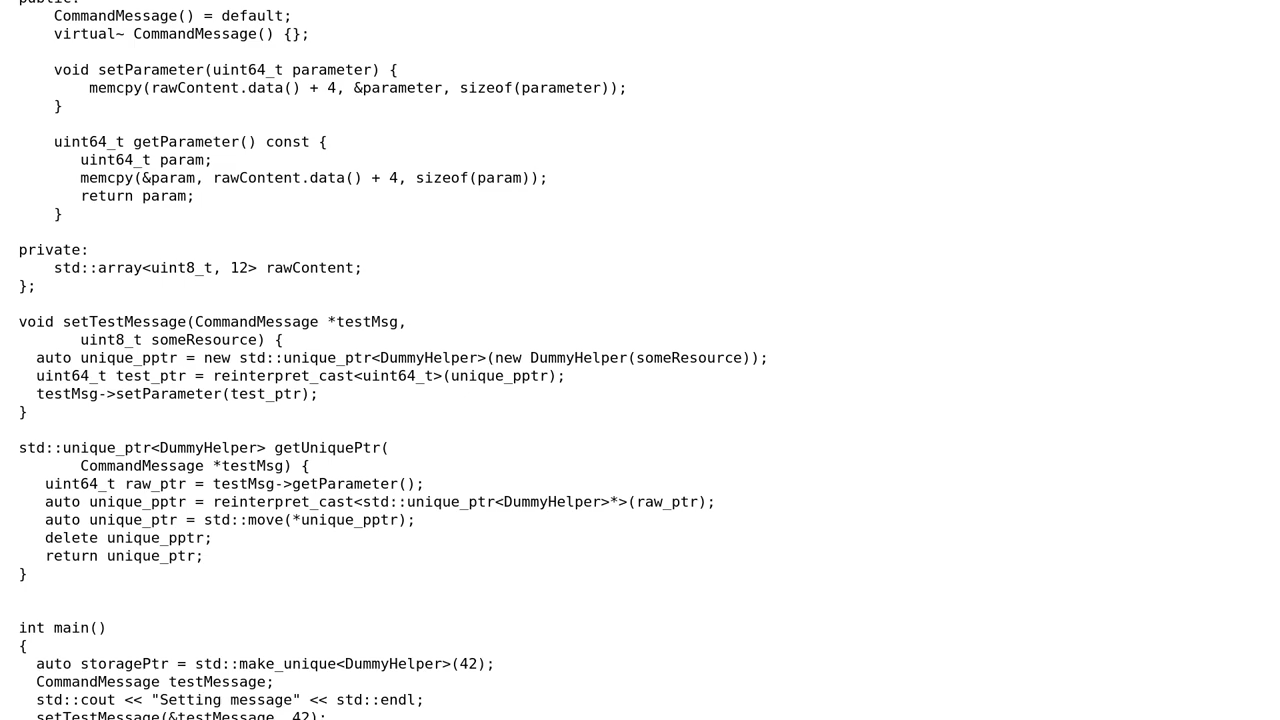 public:
    CommandMessage() = default;
    virtual~ CommandMessage() {};

    void setParameter(uint64_t parameter) {
        memcpy(rawContent.data() + 4, &parameter, sizeof(parameter));
    }

    uint64_t getParameter() const {
       uint64_t param;
       memcpy(&param, rawContent.data() + 4, sizeof(param));
       return param;
    }

private:
    std::array<uint8_t, 12> rawContent;
};

void setTestMessage(CommandMessage *testMsg,
       uint8_t someResource) {
  auto unique_pptr = new std::unique_ptr<DummyHelper>(new DummyHelper(someResource));
  uint64_t test_ptr = reinterpret_cast<uint64_t>(unique_pptr);
  testMsg->setParameter(test_ptr);
}

std::unique_ptr<DummyHelper> getUniquePtr(
       CommandMessage *testMsg) {
   uint64_t raw_ptr = testMsg->getParameter();
   auto unique_pptr = reinterpret_cast<std::unique_ptr<DummyHelper>*>(raw_ptr);
   auto unique_ptr = std::move(*unique_pptr);
   delete unique_pptr;
   return unique_ptr;
}


int main()
{
  auto storagePtr = std::make_unique<DummyHelper>(42);
  CommandMessage testMessage;
  std::cout << "Setting message" << std::endl;
  setTestMessage(&testMessage, 42);